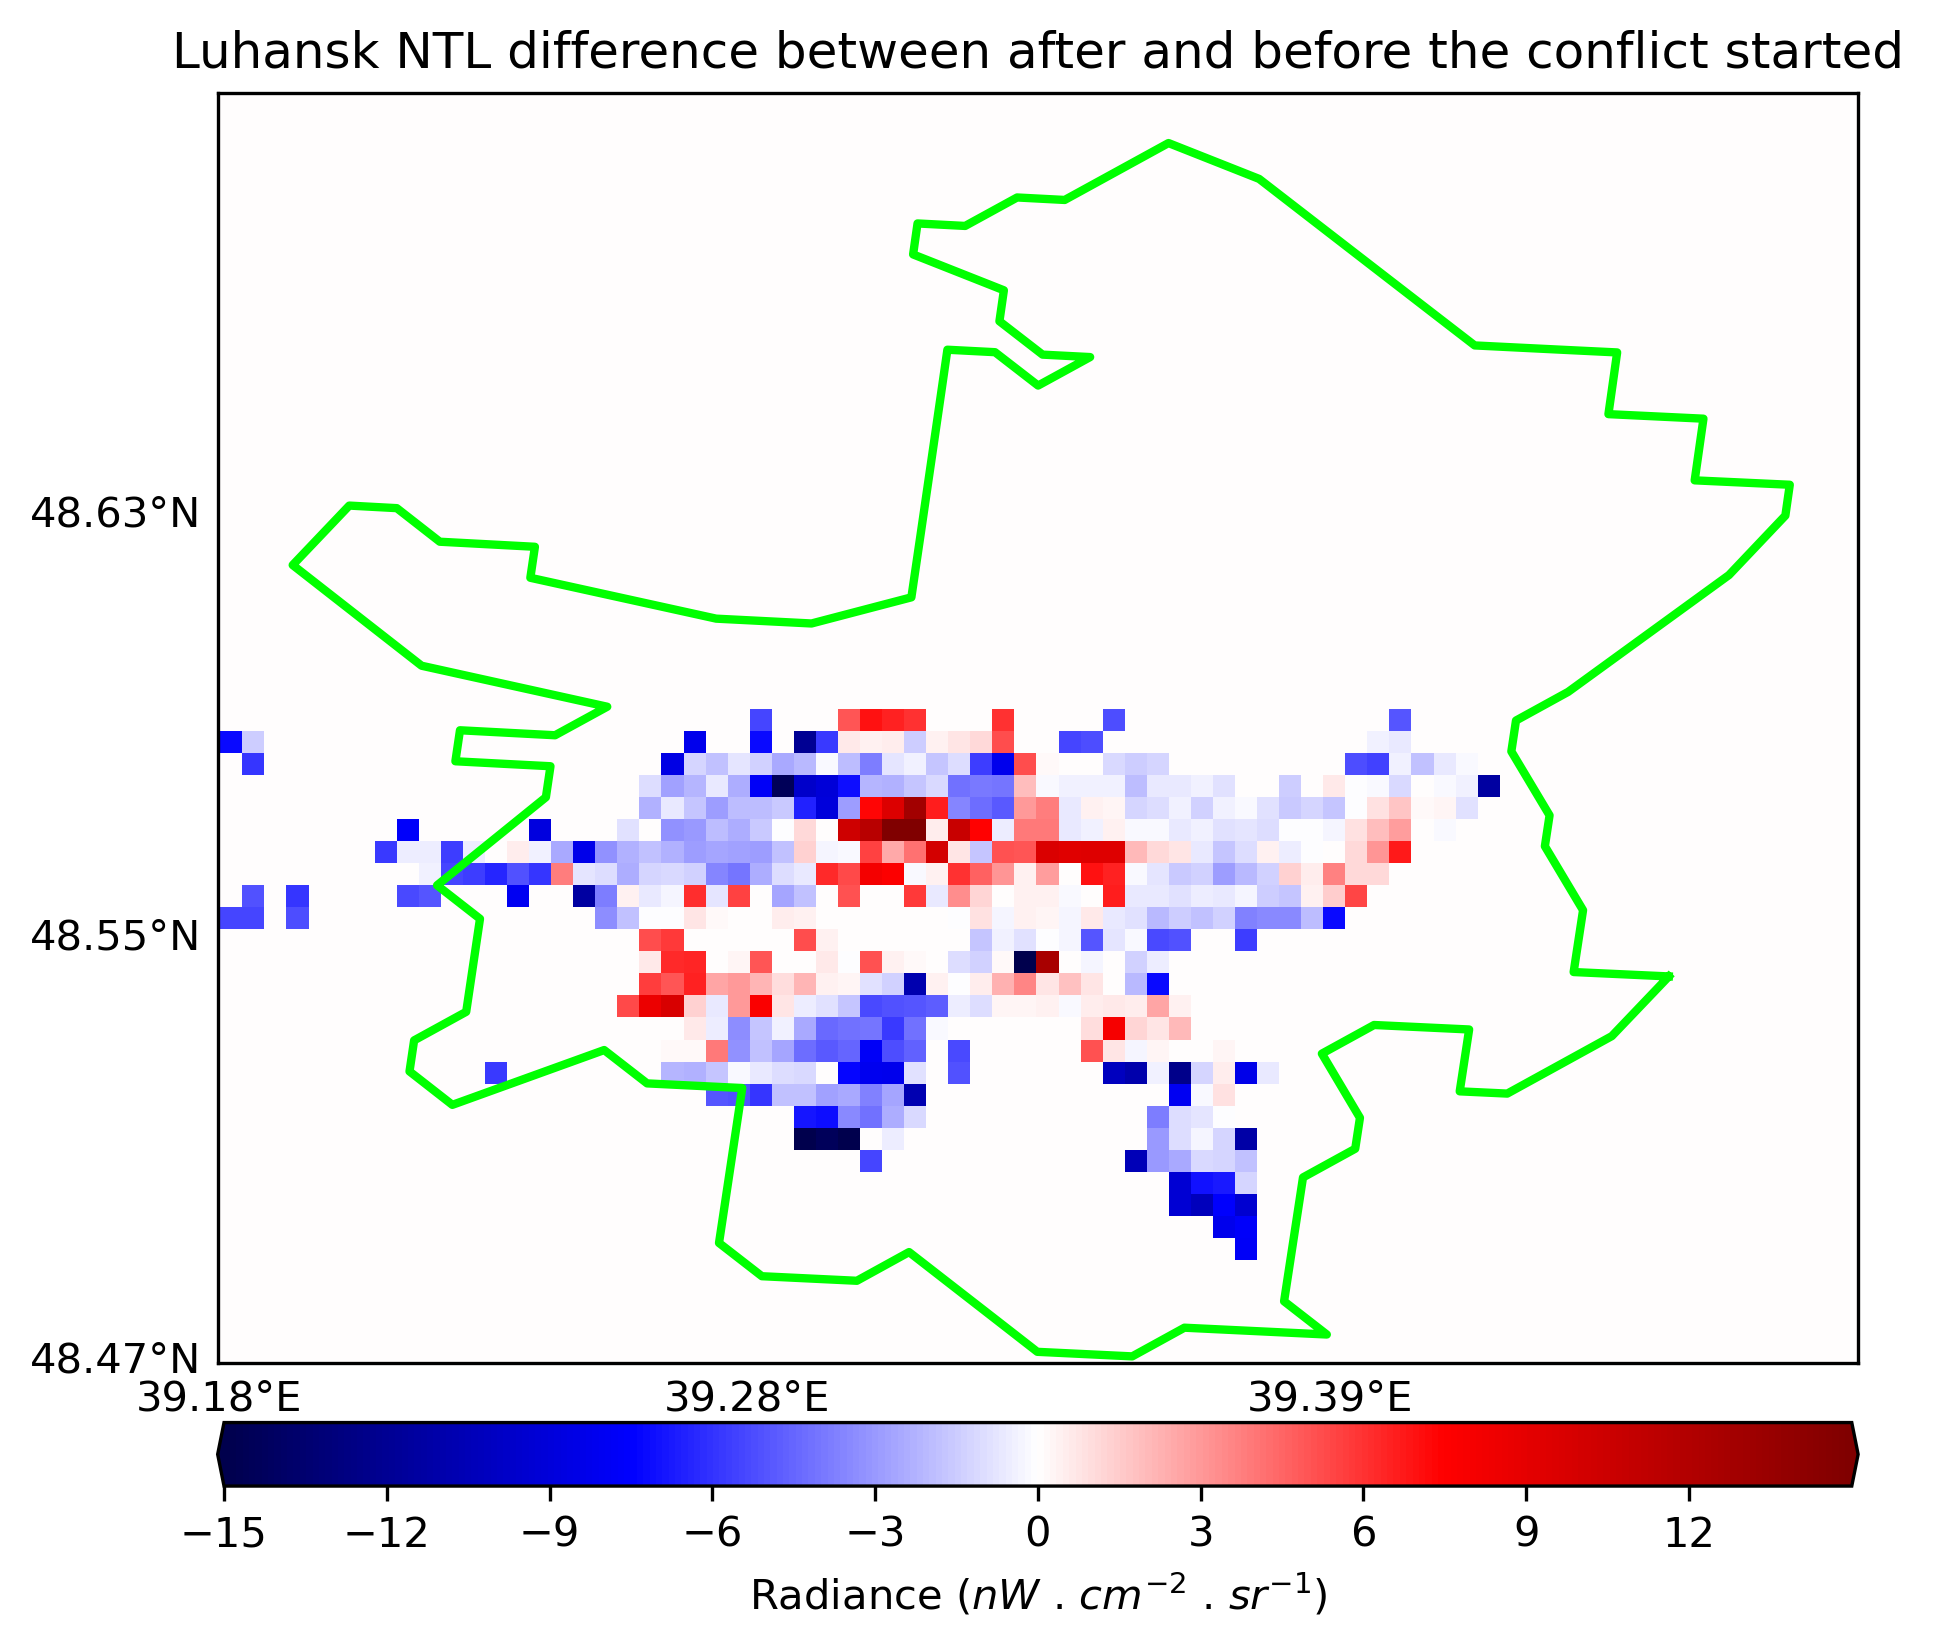 Luhansk NTL difference between after and before the conflict started
48.63°N
48.55°N
48.47°N
39.18°E 39.28°E 39.39°E
−15 −12 −9 −6 −3 0 3 6 9 12
Radiance (nW . cm⁻² . sr⁻¹)